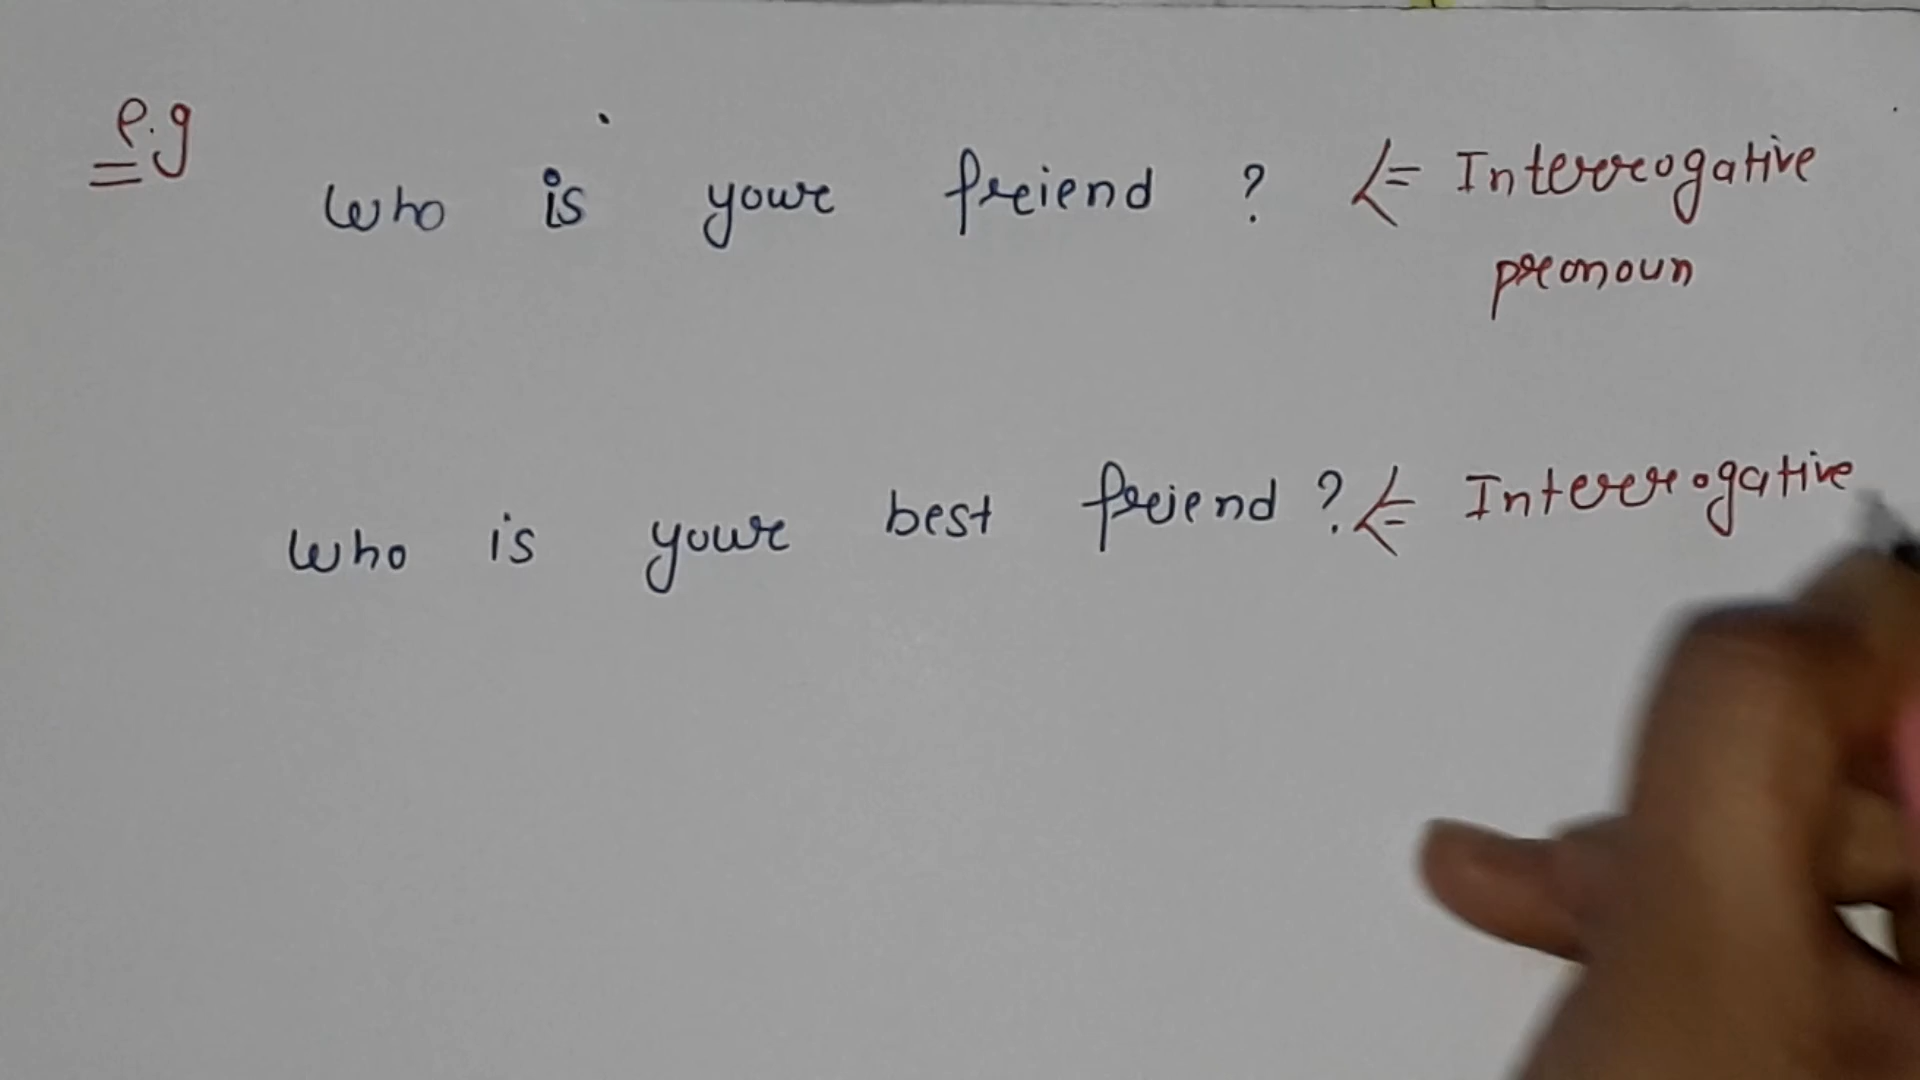 e.g
Who is your friend ? <= Interrogative
pronoun
Who is your best friend ? <= Interrogative